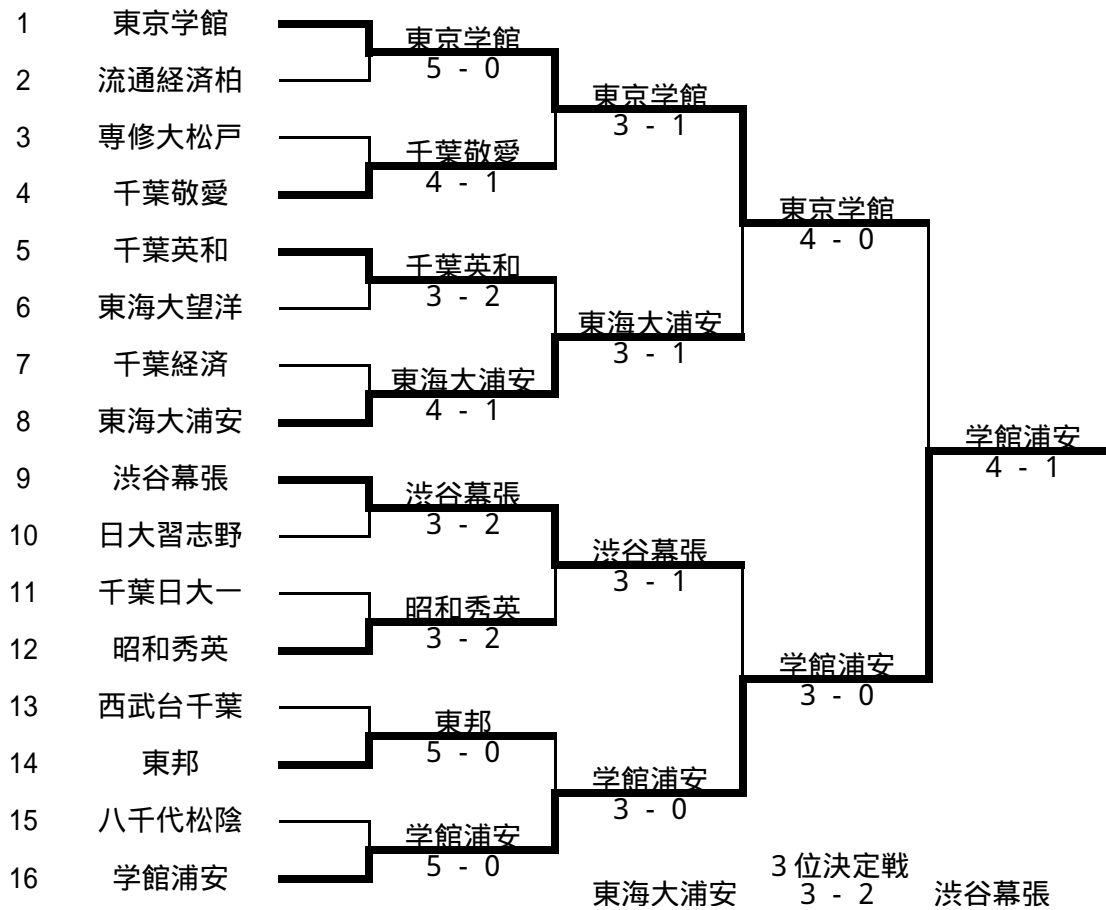 1 東京学館
東京学館
5 - 0
2 流通経済柏
東京学館
3 - 1
3 専修大松戸
千葉敬愛
4 - 1
4 千葉敬愛
東京学館
4 - 0
5 千葉英和
千葉英和
3 - 2
6 東海大望洋
東海大浦安
3 - 1
7 千葉経済
東海大浦安
4 - 1
8 東海大浦安
学館浦安
4 - 1
9 渋谷幕張
渋谷幕張
3 - 2
10 日大習志野
渋谷幕張
3 - 1
11 千葉日大一
昭和秀英
3 - 2
12 昭和秀英
学館浦安
3 - 0
13 西武台千葉
東邦
5 - 0
14 東邦
学館浦安
3 - 0
15 八千代松陰
学館浦安
5 - 0
16 学館浦安
3位決定戦
東海大浦安 3 - 2 渋谷幕張